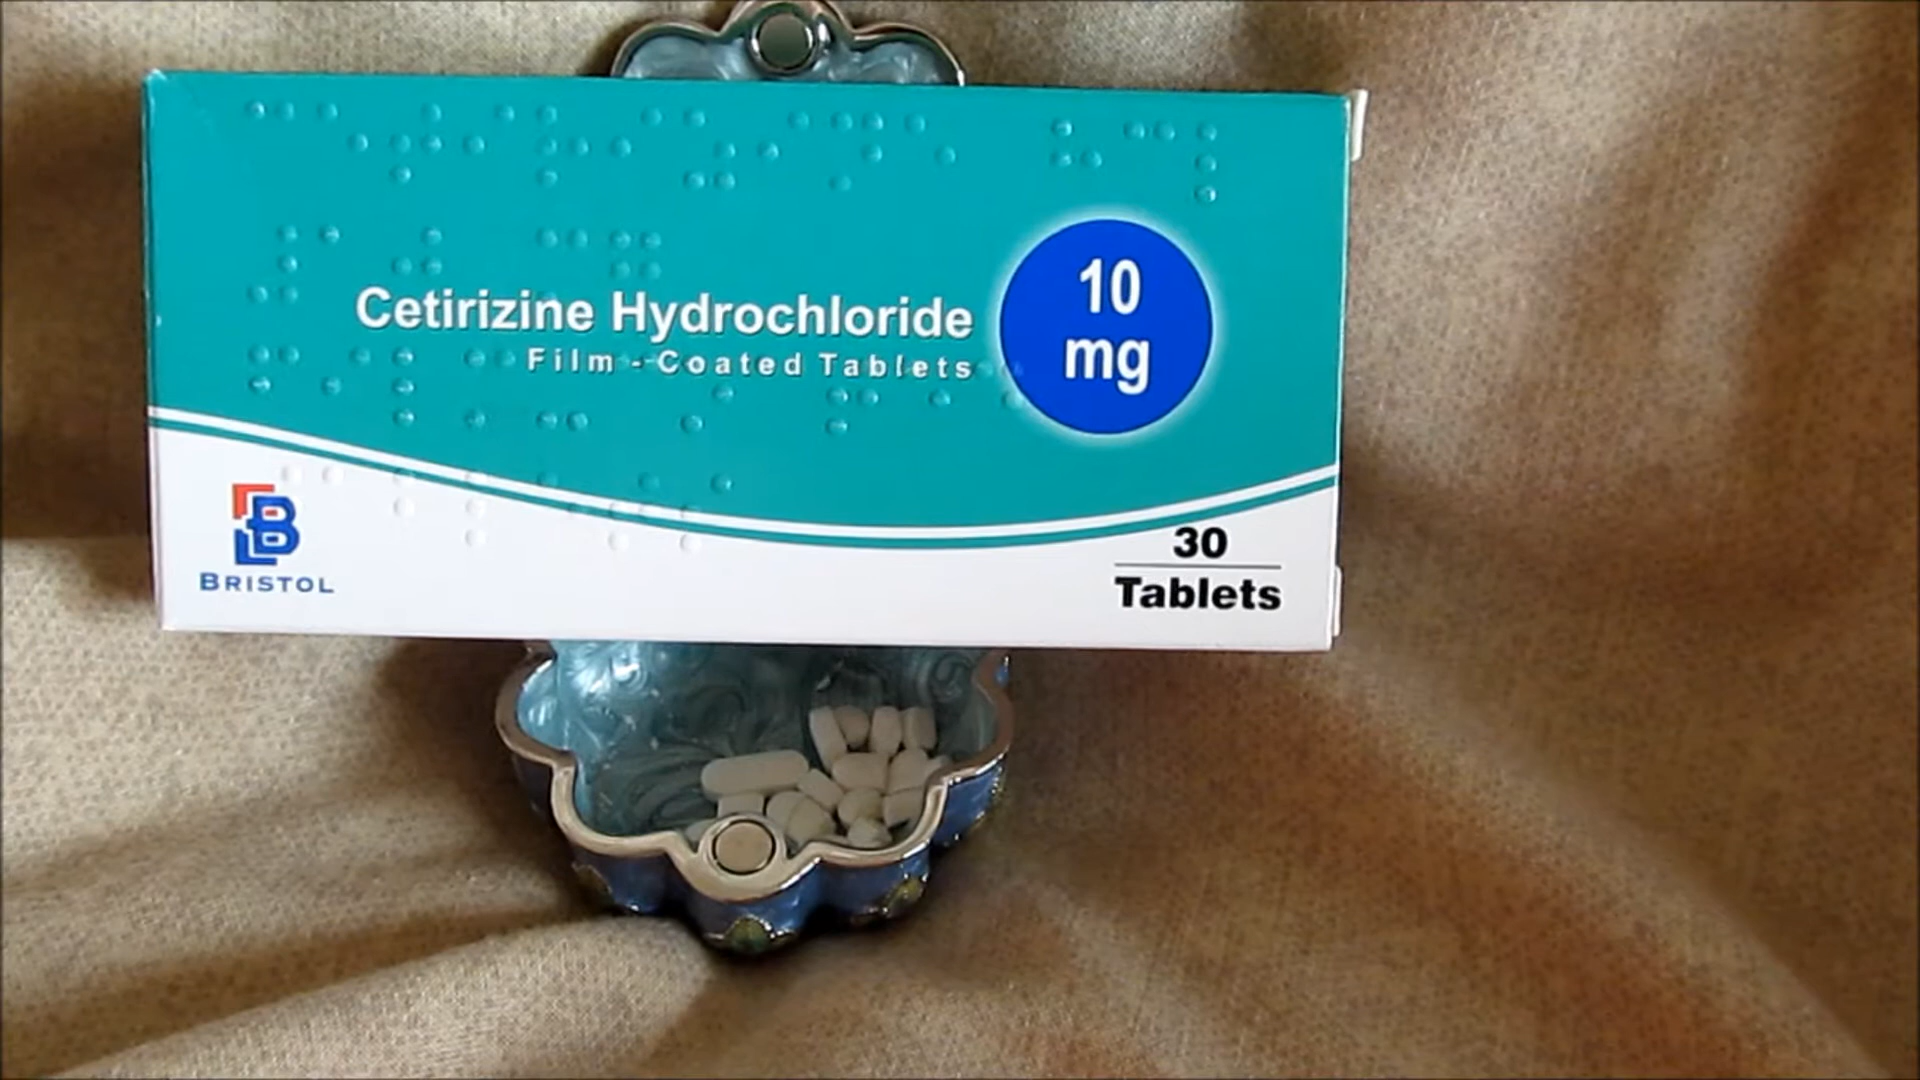 Cetirizine Hydrochloride
Film - Coated Tablets
10
mg
B
BRISTOL
30
Tablets